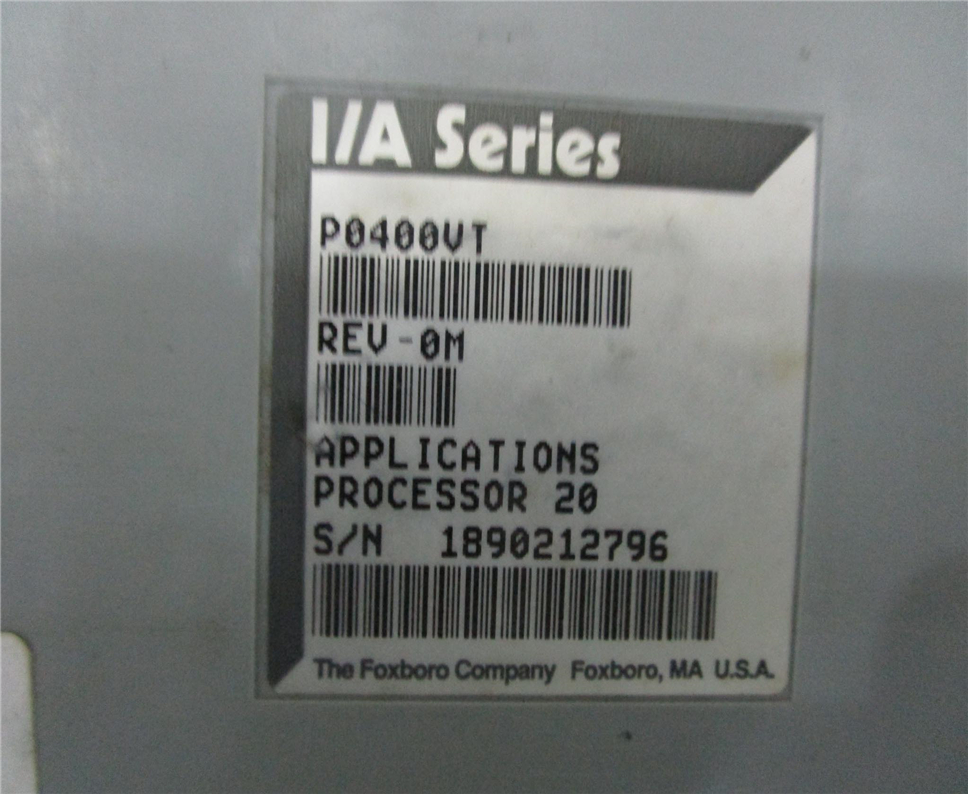 I/A Series
P0400VT
REV-0M
APPLICATIONS
PROCESSOR 20
S/N 1890212796
The Foxboro Company Foxboro, MA U.S.A.